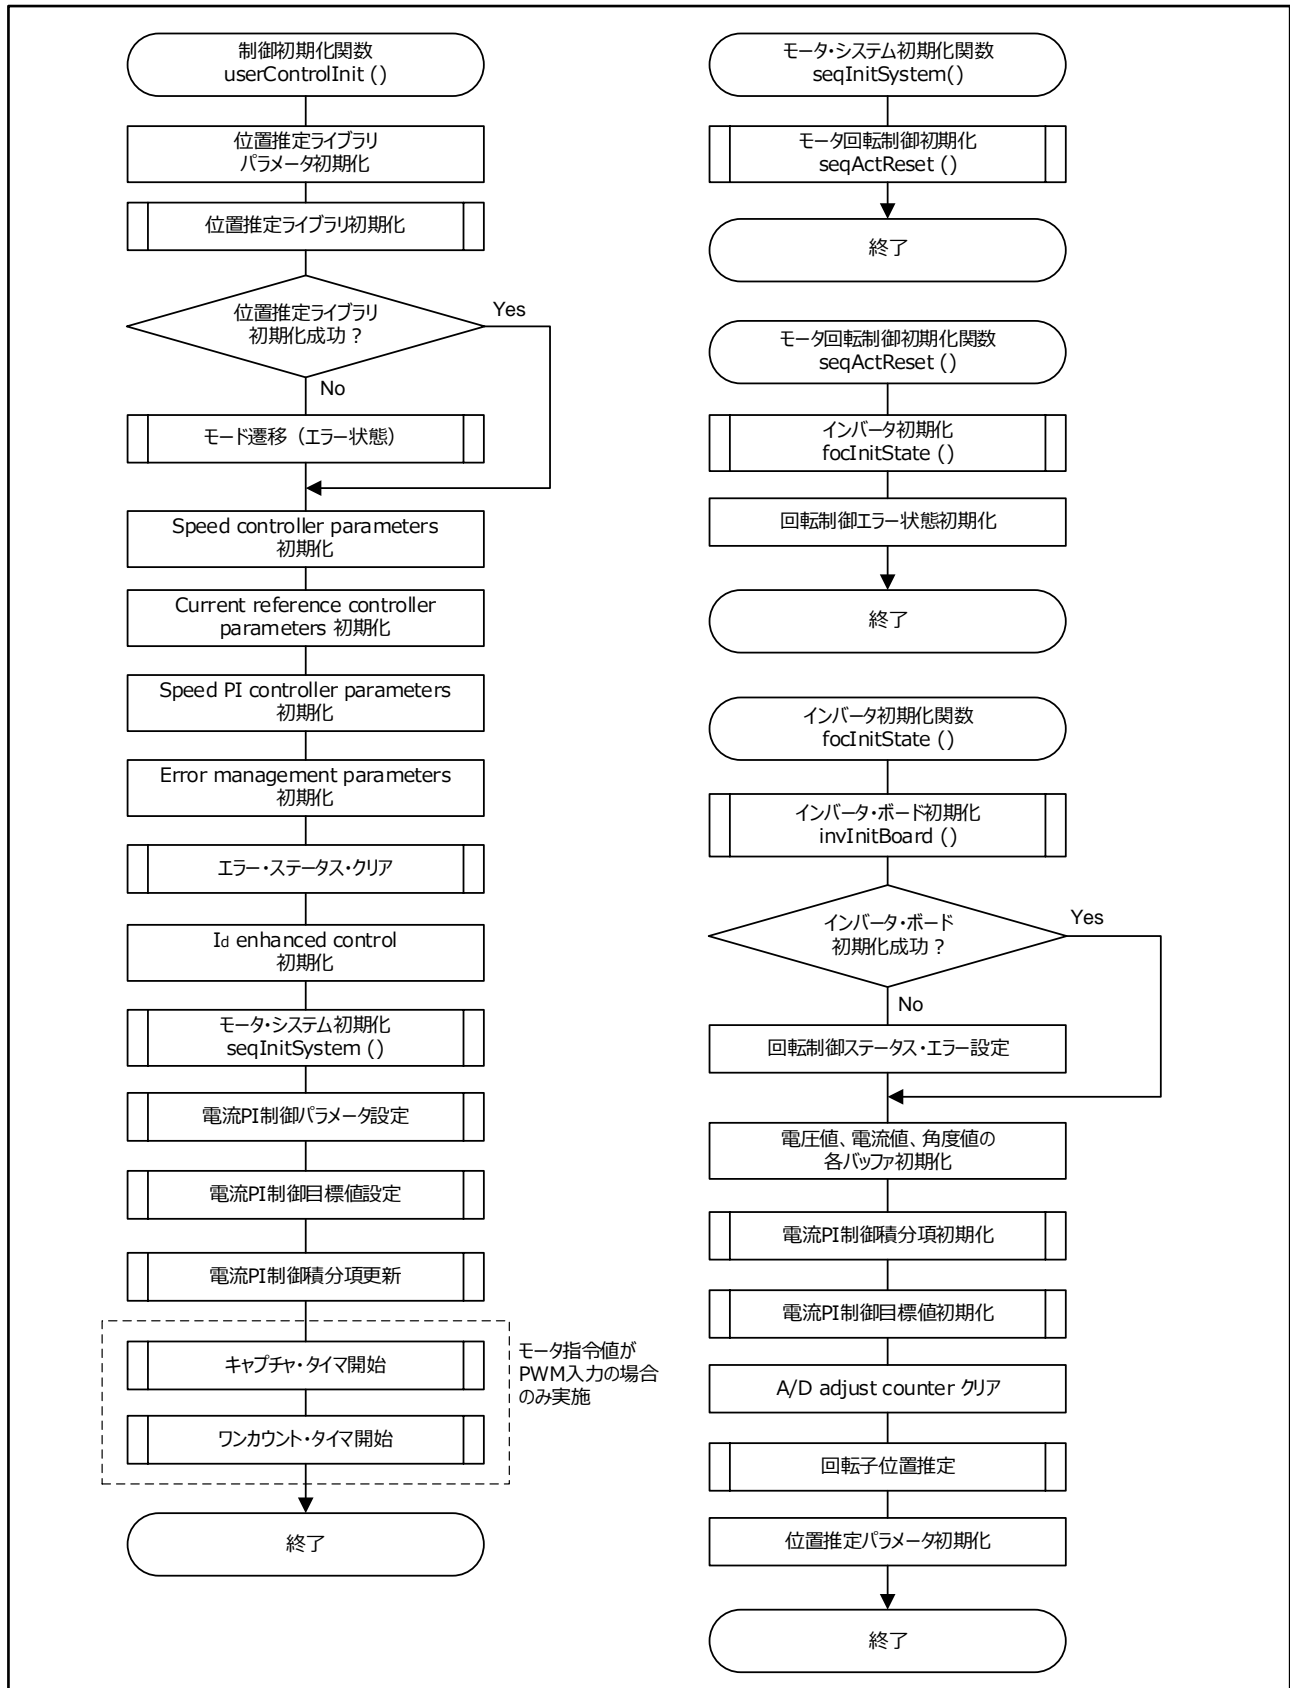 制御初期化関数
userControlInit ()
位置推定ライブラリ
パラメータ初期化
位置推定ライブラリ初期化
位置推定ライブラリ
初期化成功？
Yes
No
モード遷移（エラー状態）
Speed controller parameters
初期化
Current reference controller
parameters 初期化
Speed PI controller parameters
初期化
Error management parameters
初期化
エラー・ステータス・クリア
Id enhanced control
初期化
モータ・システム初期化
seqInitSystem ()
電流PI制御パラメータ設定
電流PI制御目標値設定
電流PI制御積分項更新
キャプチャ・タイマ開始
ワンカウント・タイマ開始
モータ指令値が
PWM入力の場合
のみ実施
終了
モータ・システム初期化関数
seqInitSystem()
モータ回転制御初期化
seqActReset ()
終了
モータ回転制御初期化関数
seqActReset ()
インバータ初期化
focInitState ()
回転制御エラー状態初期化
終了
インバータ初期化関数
focInitState ()
インバータ・ボード初期化
invInitBoard ()
インバータ・ボード
初期化成功？
Yes
No
回転制御ステータス・エラー設定
電圧値、電流値、角度値の
各バッファ初期化
電流PI制御積分項初期化
電流PI制御目標値初期化
A/D adjust counter クリア
回転子位置推定
位置推定パラメータ初期化
終了